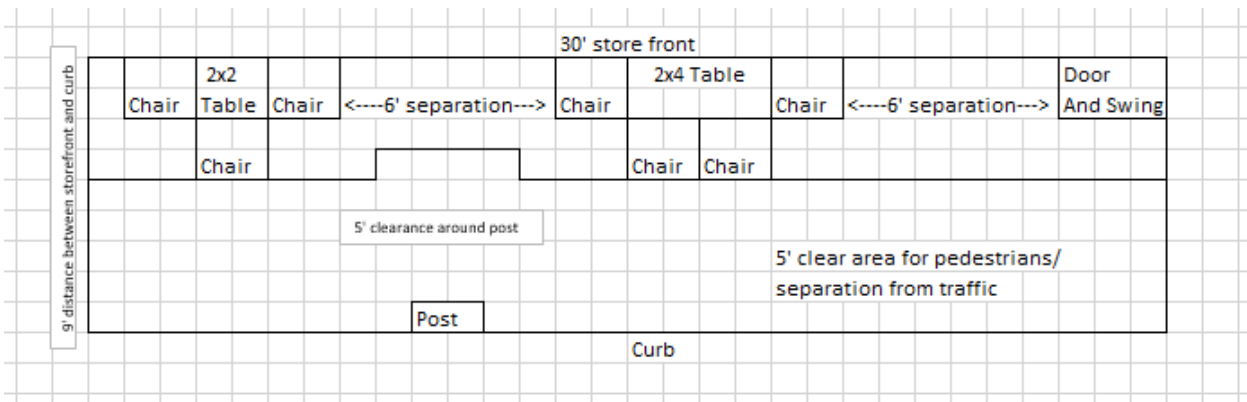 30' store front
9' distance between storefront and curb
2x2
2x4 Table
Door
Chair Table Chair <----6' separation---> Chair Chair <----6' separation---> And Swing
Chair Chair Chair
5' clearance around post
5' clear area for pedestrians/
separation from traffic
Post
Curb